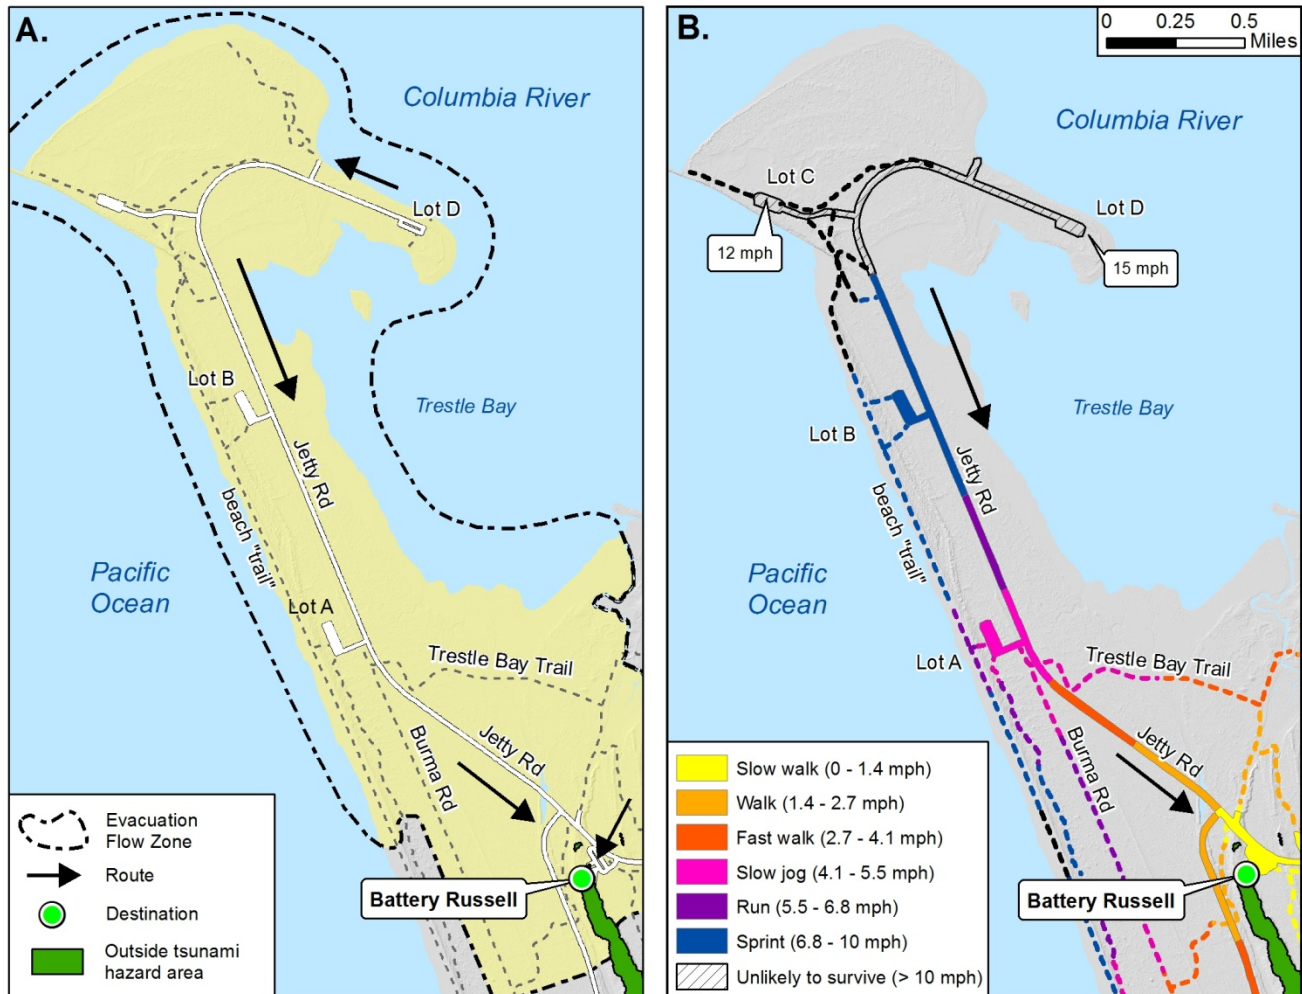 A.
Columbia River
Lot D
Lot B
Jetty Rd
Trestle Bay
beach "trail"
Pacific
Ocean
Lot A
Trestle Bay Trail
Jetty Rd
Burma Rd
Battery Russell
Evacuation
Flow Zone
Route
Destination
Outside tsunami
hazard area
B.
0 0.25 0.5
Miles
Columbia River
Lot C
Lot D
12 mph
15 mph
Trestle Bay
Lot B
Jetty Rd
beach "trail"
Pacific
Ocean
Lot A
Trestle Bay Trail
Jetty Rd
Burma Rd
Battery Russell
Slow walk (0 - 1.4 mph)
Walk (1.4 - 2.7 mph)
Fast walk (2.7 - 4.1 mph)
Slow jog (4.1 - 5.5 mph)
Run (5.5 - 6.8 mph)
Sprint (6.8 - 10 mph)
Unlikely to survive (> 10 mph)